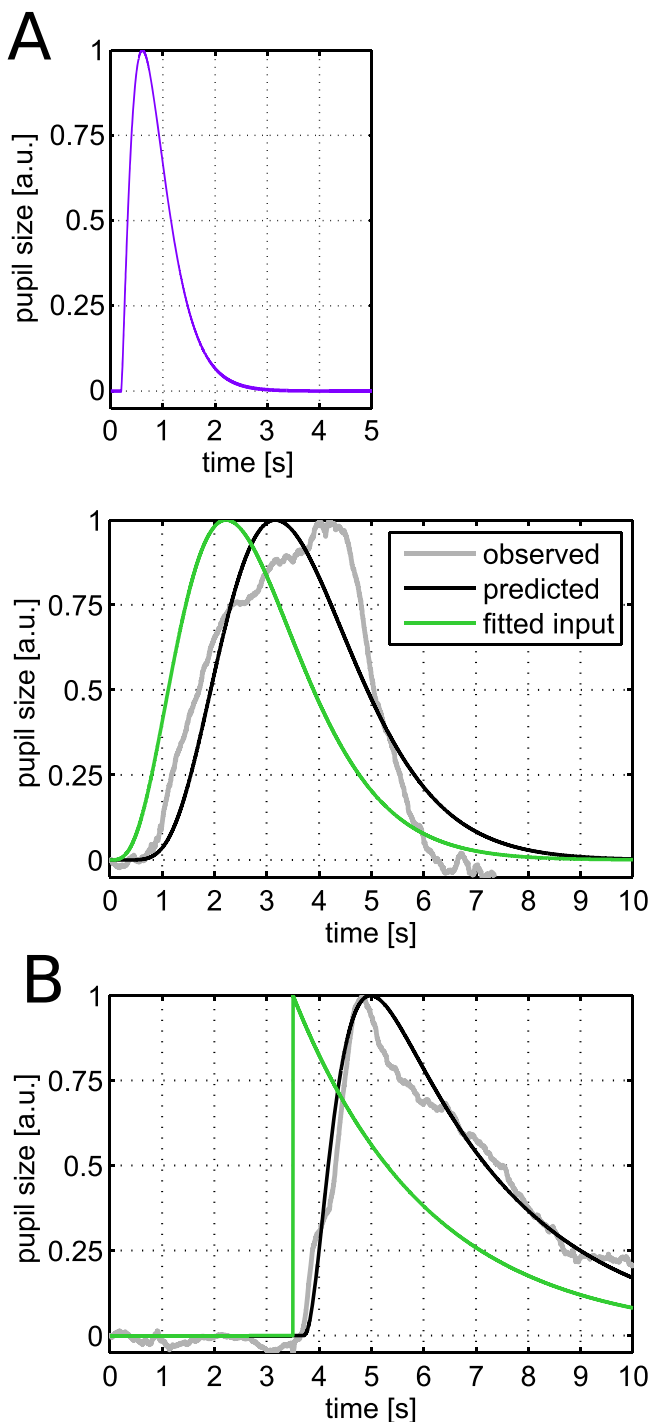 A
1
0.75
0.5
0.25
0
pupil size [a.u.]
0 1 2 3 4 5
time [s]
1
0.75
0.5
0.25
0
pupil size [a.u.]
observed
predicted
fitted input
0 1 2 3 4 5 6 7 8 9 10
time [s]
B
1
0.75
0.5
0.25
0
pupil size [a.u.]
0 1 2 3 4 5 6 7 8 9 10
time [s]